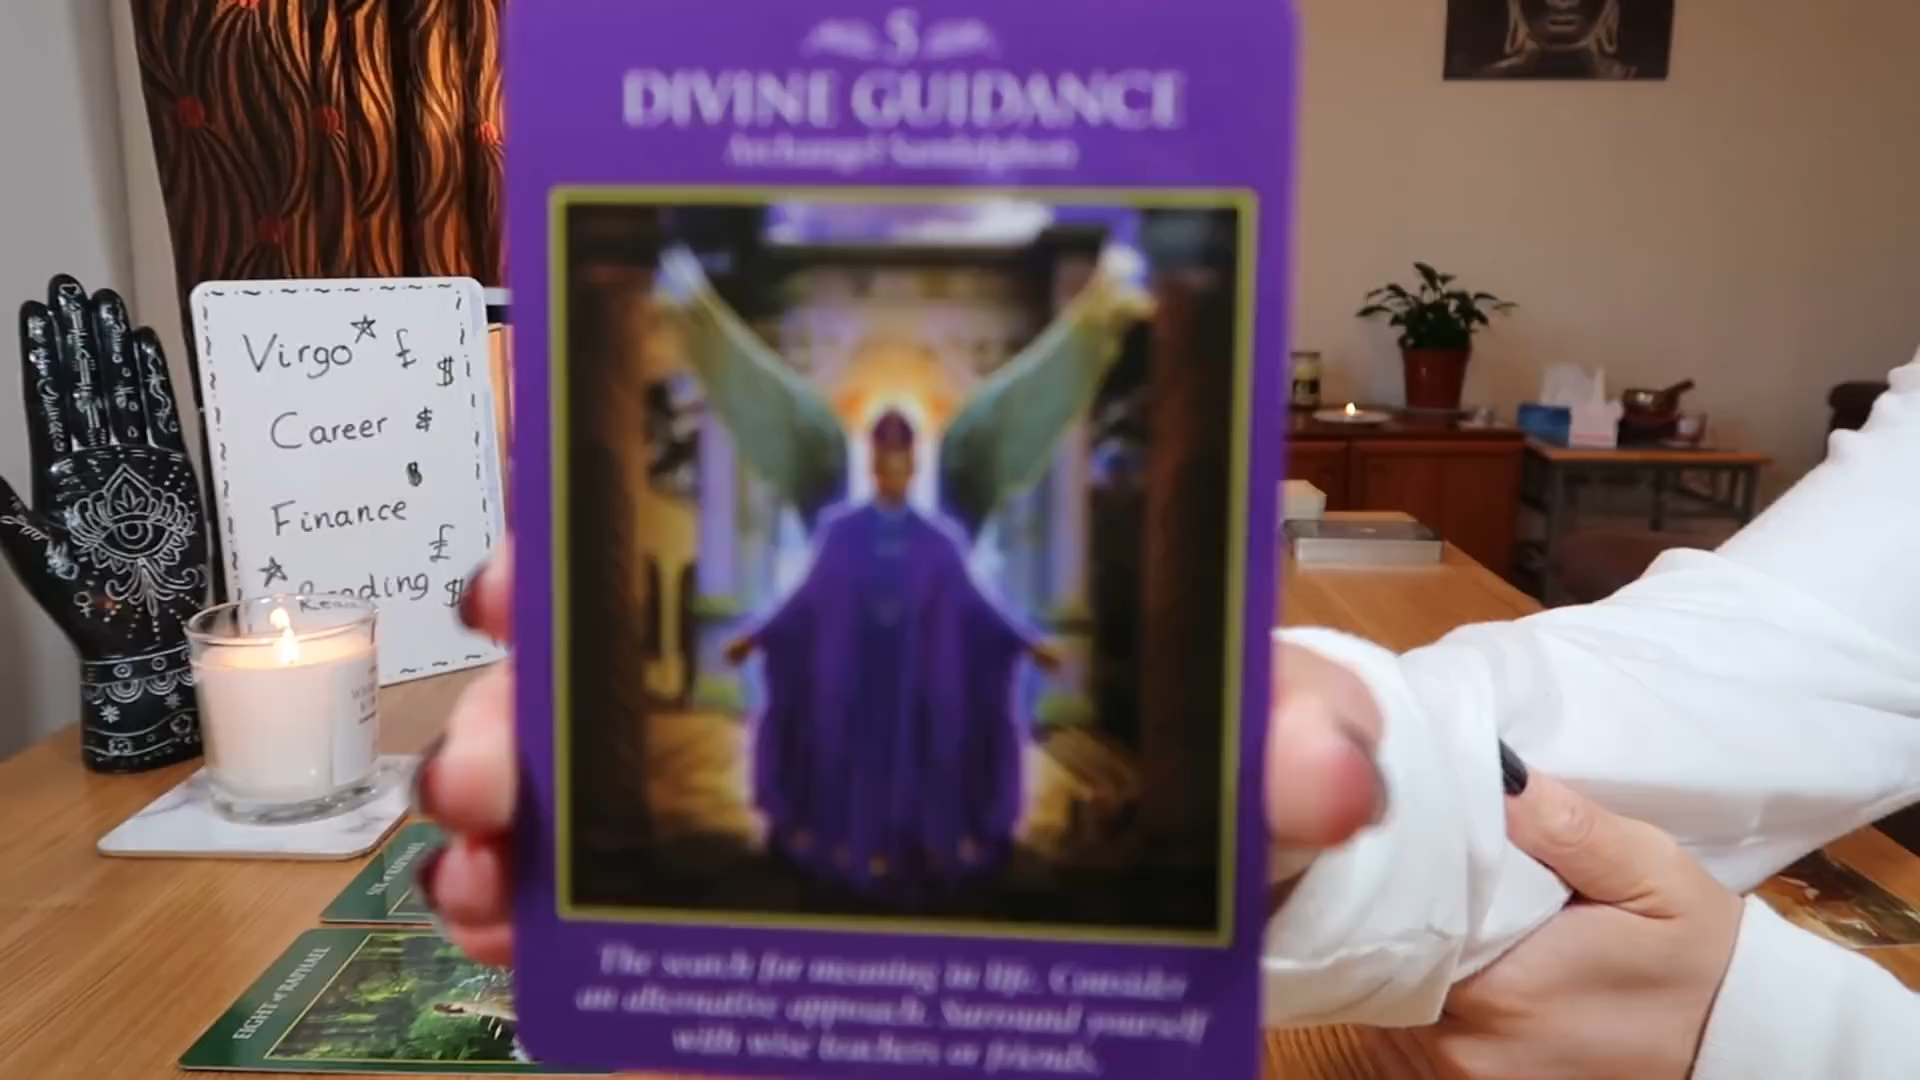 5
DIVINE GUIDANCE
Archangel Sandalphon
Virgo £
$
Career $
$
Finance
£
Reading $
The search for meaning in life. Consider
an alternative approach. Surround yourself
with wise teachers or friends.
EIGHT of RAPHAEL